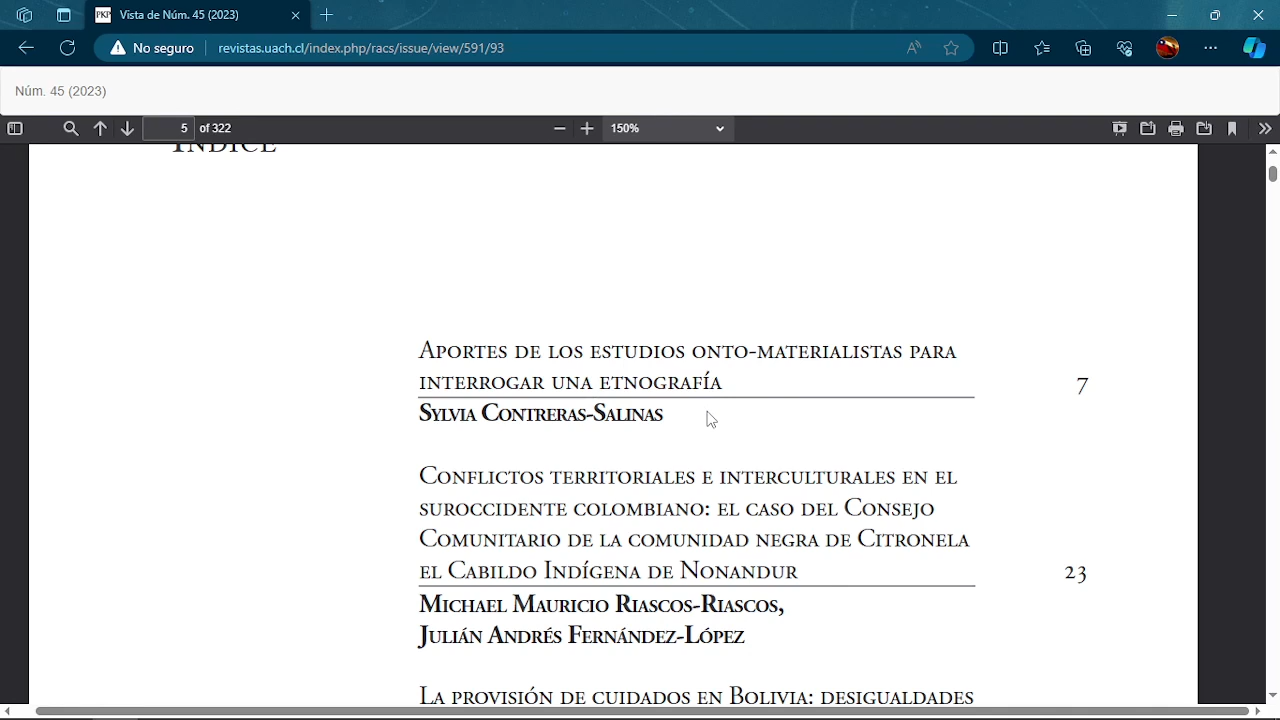 Vista de Núm. 45 (2023)
No seguro
revistas.uach.cl/index.php/racs/issue/view/591/93
Núm. 45 (2023)
5 of 322
150%
ÍNDICE
APORTES DE LOS ESTUDIOS ONTO-MATERIALISTAS PARA
INTERROGAR UNA ETNOGRAFÍA
7
SYLVIA CONTRERAS-SALINAS
CONFLICTOS TERRITORIALES E INTERCULTURALES EN EL
SUROCCIDENTE COLOMBIANO: EL CASO DEL CONSEJO
COMUNITARIO DE LA COMUNIDAD NEGRA DE CITRONELA
EL CABILDO INDÍGENA DE NONANDUR
23
MICHAEL MAURICIO RIASCOS-RIASCOS,
JULIÁN ANDRÉS FERNÁNDEZ-LÓPEZ
LA PROVISIÓN DE CUIDADOS EN BOLIVIA: DESIGUALDADES